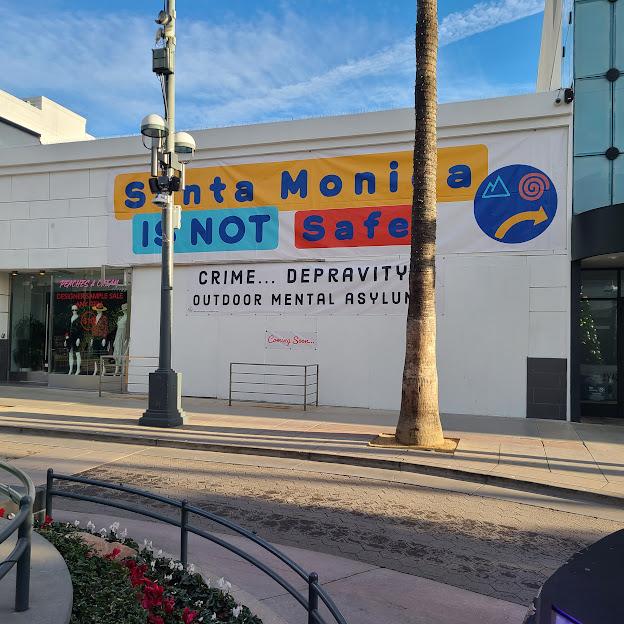 Santa Monica
IS NOT Safe
CRIME... DEPRAVITY
OUTDOOR MENTAL ASYLUM
Coming Soon...
PEACHES & CREAM
DESIGNER SAMPLE SALE